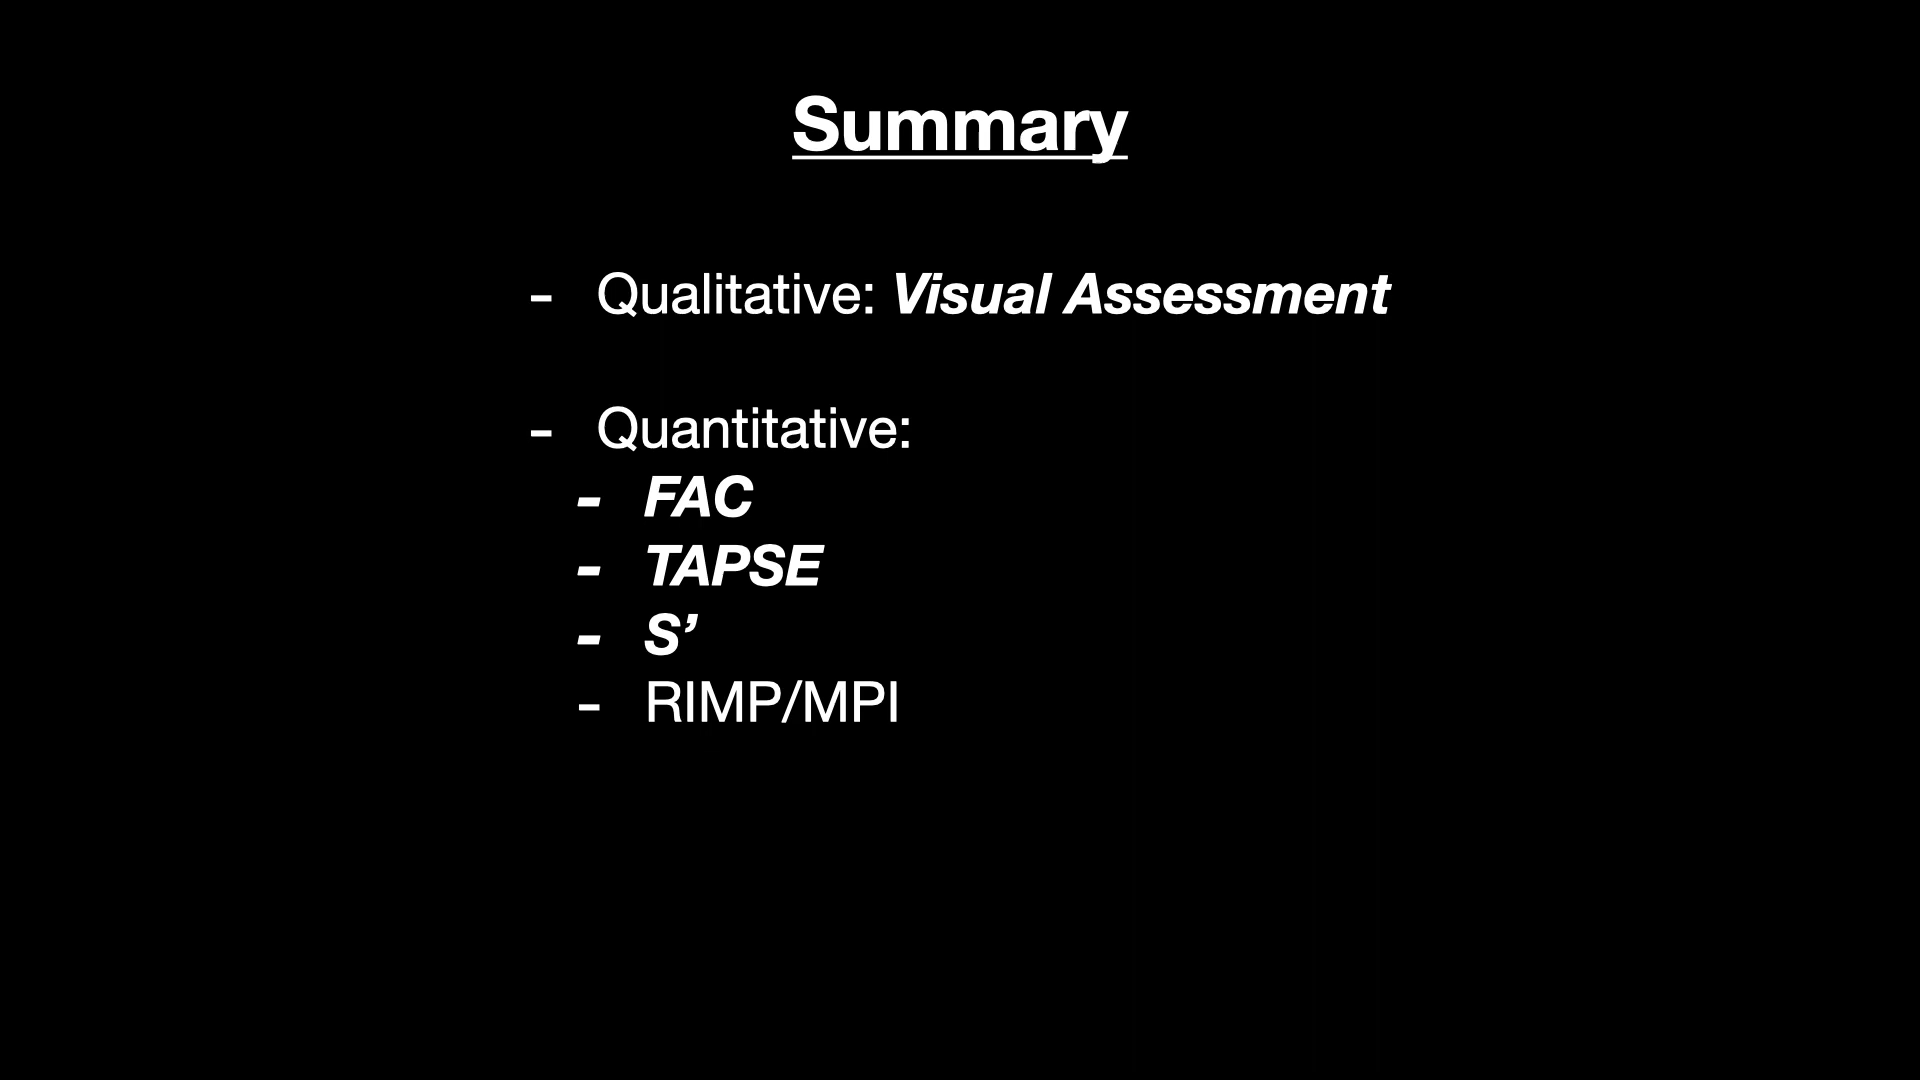 Summary
- Qualitative: Visual Assessment
- Quantitative:
- FAC
- TAPSE
- S’
- RIMP/MPI